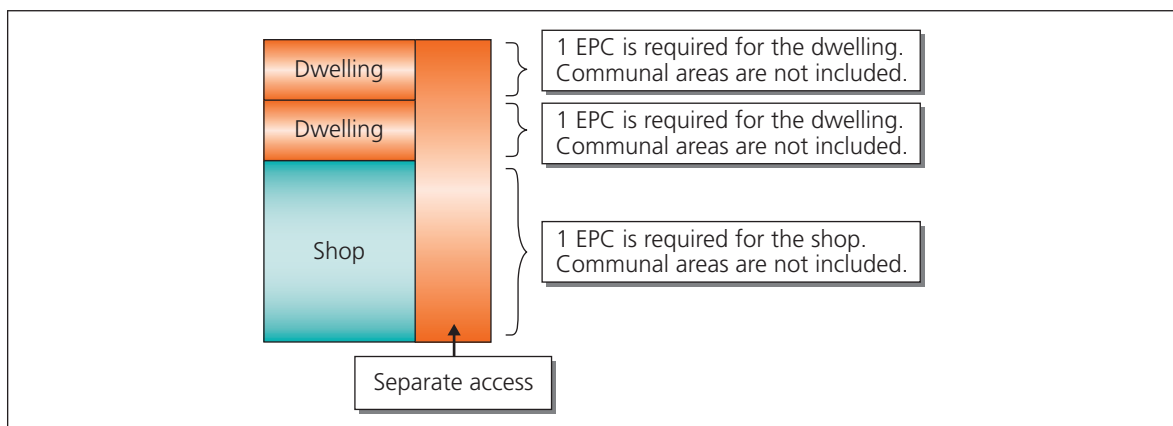 Dwelling
1 EPC is required for the dwelling.
Communal areas are not included.
Dwelling
1 EPC is required for the dwelling.
Communal areas are not included.
Shop
1 EPC is required for the shop.
Communal areas are not included.
Separate access